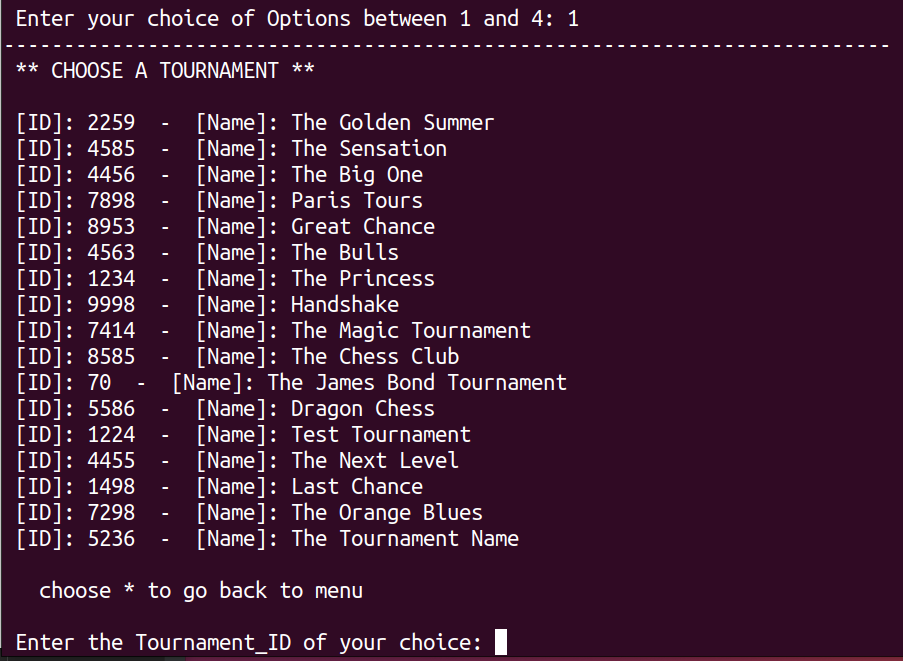 Enter your choice of Options between 1 and 4: 1
--------------------------------------------------------------------------
** CHOOSE A TOURNAMENT **
[ID]: 2259  -  [Name]: The Golden Summer
[ID]: 4585  -  [Name]: The Sensation
[ID]: 4456  -  [Name]: The Big One
[ID]: 7898  -  [Name]: Paris Tours
[ID]: 8953  -  [Name]: Great Chance
[ID]: 4563  -  [Name]: The Bulls
[ID]: 1234  -  [Name]: The Princess
[ID]: 9998  -  [Name]: Handshake
[ID]: 7414  -  [Name]: The Magic Tournament
[ID]: 8585  -  [Name]: The Chess Club
[ID]: 70  -  [Name]: The James Bond Tournament
[ID]: 5586  -  [Name]: Dragon Chess
[ID]: 1224  -  [Name]: Test Tournament
[ID]: 4455  -  [Name]: The Next Level
[ID]: 1498  -  [Name]: Last Chance
[ID]: 7298  -  [Name]: The Orange Blues
[ID]: 5236  -  [Name]: The Tournament Name
choose * to go back to menu
Enter the Tournament_ID of your choice: